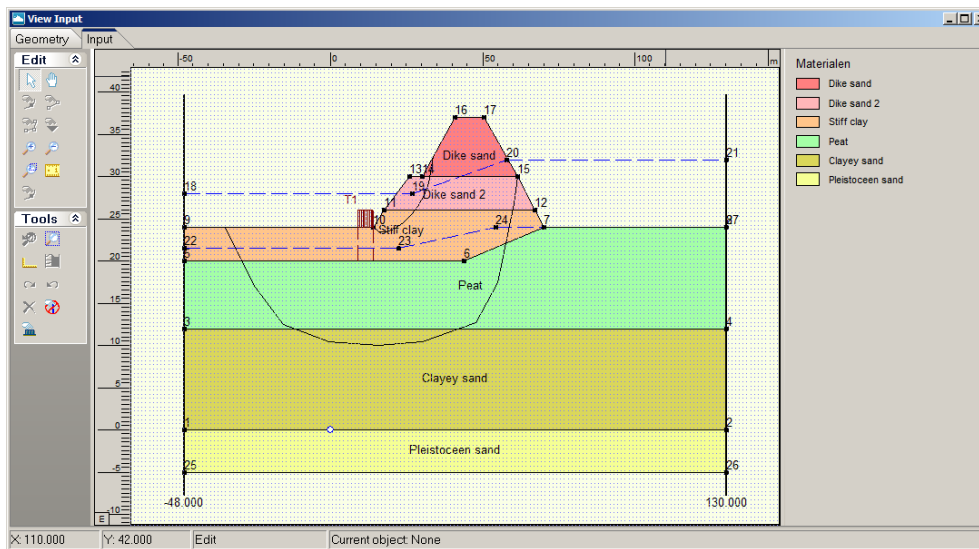 View Input
Geometry Input
Edit
Tools
-50 0 50 100 m
40
35
30
25
20
15
10
5
0
-5
-10
16 17
Dike sand
20 21
13 14 15
18 19 Dike sand 2
T1 11 12
9 10 24 7 27
Stiff clay
22 23
6
Peat
3 4
Clayey sand
1 2
Pleistoceen sand
25 26
-48.000 130.000
E
Materialen
Dike sand
Dike sand 2
Stiff clay
Peat
Clayey sand
Pleistoceen sand
X: 110.000 Y: 42.000 Edit Current object: None